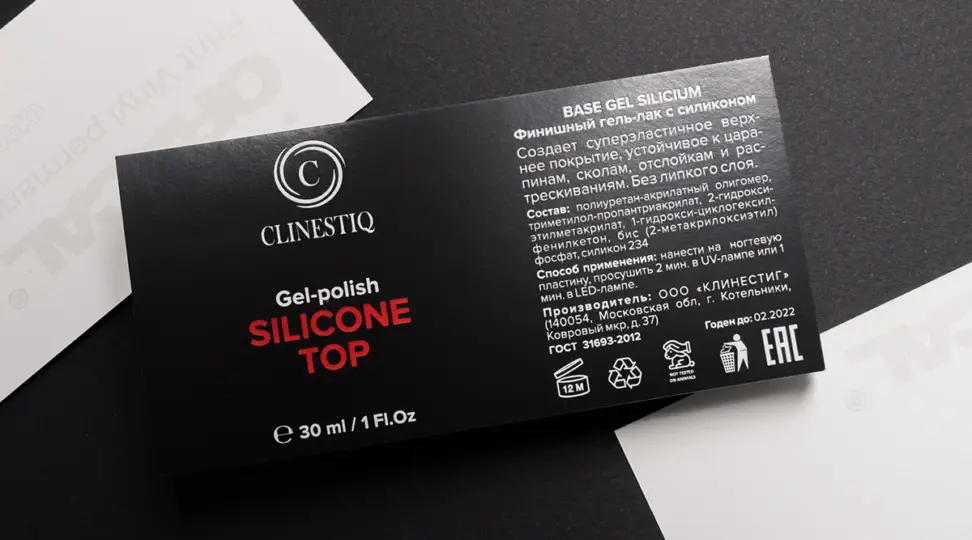 C
CLINESTIQ
Gel-polish
SILICONE
TOP
℮ 30 ml / 1 Fl.Oz
BASE GEL SILICIUM
Финишный гель-лак с силиконом
Создает суперэластичное верх-
нее покрытие, устойчивое к цара-
пинам, сколам, отслойкам и рас-
трескиваниям. Без липкого слоя.
Состав: полиуретан-акрилатный олигомер,
триметилол-пропантриакрилат, 2-гидрокси-
этилметакрилат, 1-гидрокси-циклогексил-
фенилкетон, бис (2-метакрилоксиэтил)
фосфат, силикон 234
Способ применения: нанести на ногтевую
пластину, просушить 2 мин. в UV-лампе или 1
мин. в LED-лампе.
Производитель: ООО «КЛИНЕСТИГ»
(140054, Московская обл, г. Котельники,
Ковровый мкр, д. 37)
ГОСТ 31693-2012
Годен до: 02.2022
12 M
NOT TESTED
ON ANIMALS
EAC